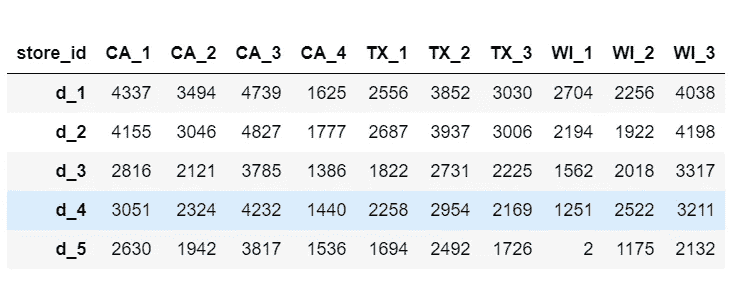 store_id CA_1 CA_2 CA_3 CA_4 TX_1 TX_2 TX_3 WI_1 WI_2 WI_3
d_1 4337 3494 4739 1625 2556 3852 3030 2704 2256 4038
d_2 4155 3046 4827 1777 2687 3937 3006 2194 1922 4198
d_3 2816 2121 3785 1386 1822 2731 2225 1562 2018 3317
d_4 3051 2324 4232 1440 2258 2954 2169 1251 2522 3211
d_5 2630 1942 3817 1536 1694 2492 1726 2 1175 2132